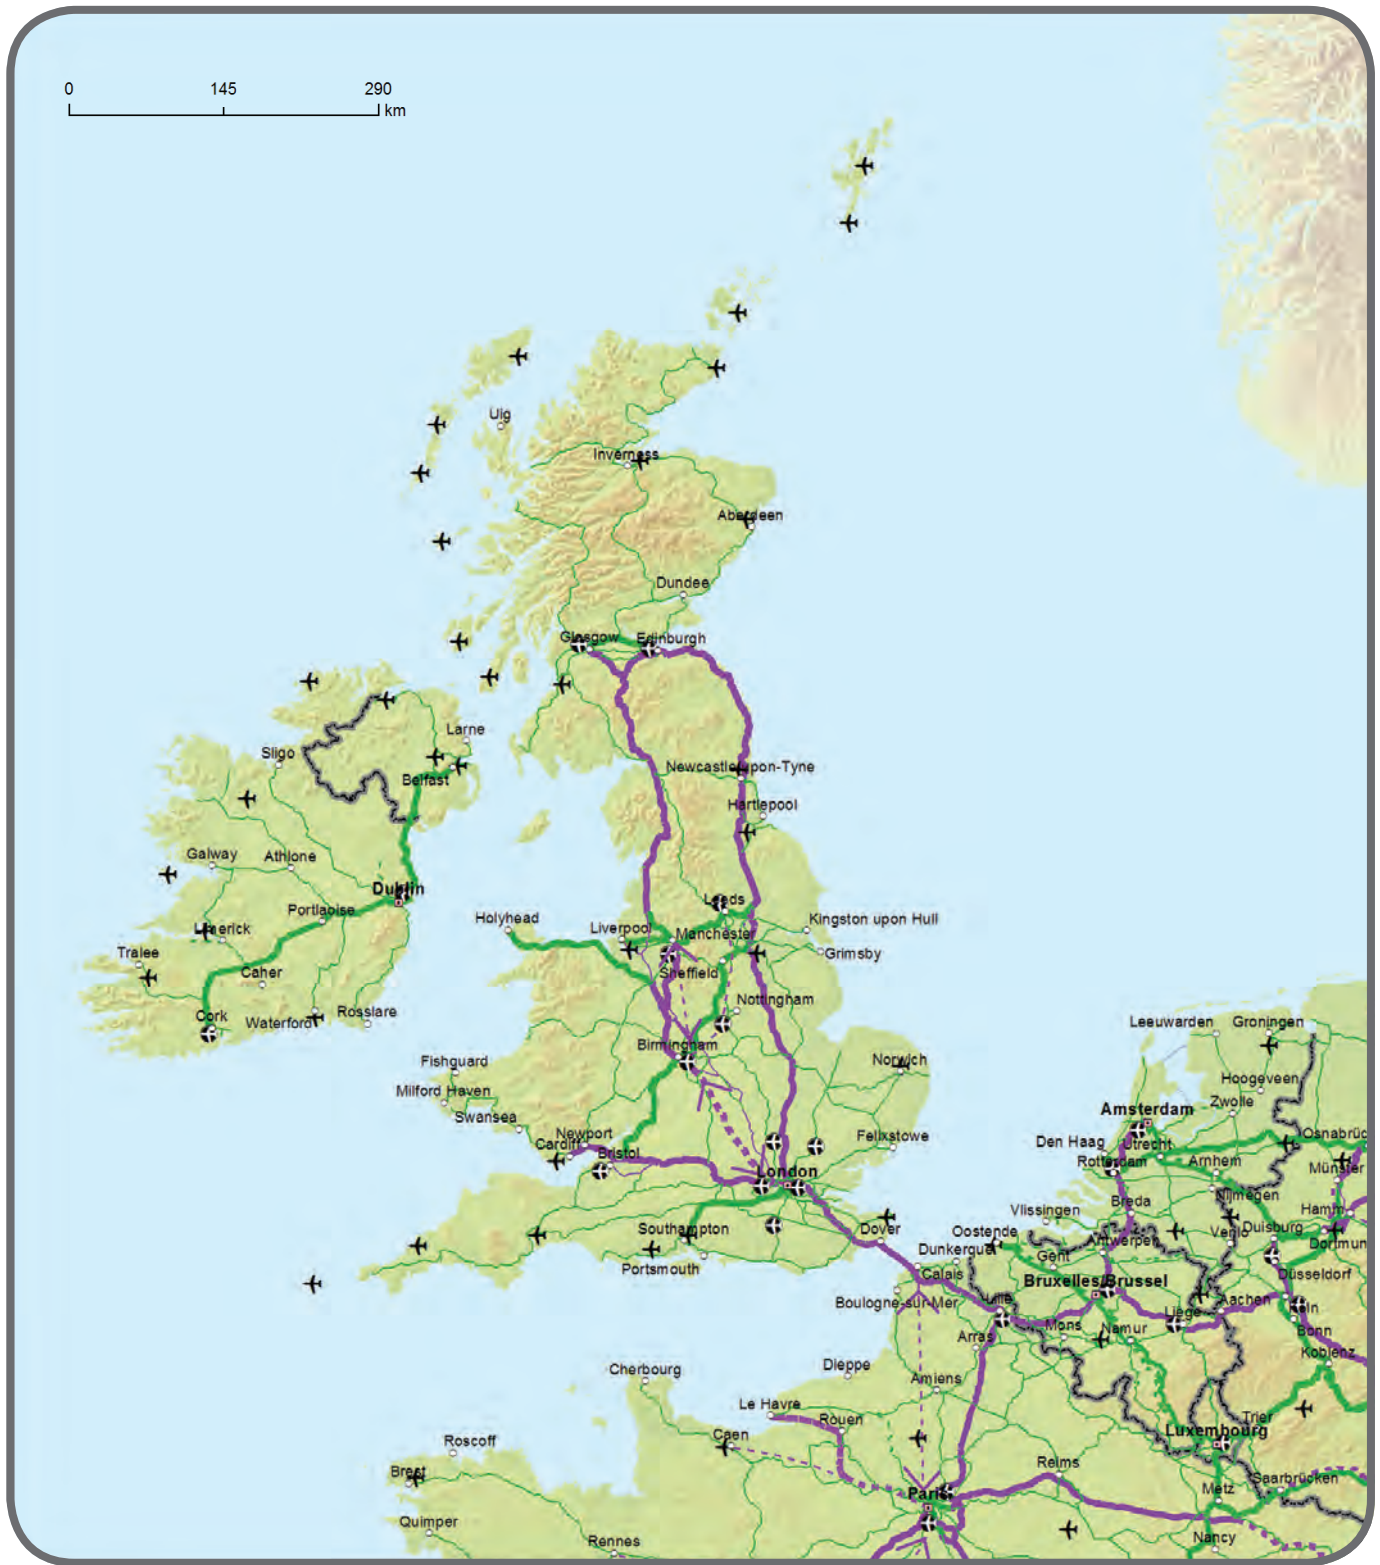 0 145 290
km
Uig
Inverness
Aberdeen
Dundee
Glasgow
Edinburgh
Larne
Sligo
Belfast
Newcastle-upon-Tyne
Hartlepool
Galway
Athlone
Dublin
Portlaoise
Leeds
Holyhead
Liverpool
Manchester
Kingston upon Hull
Limerick
Tralee
Grimsby
Caher
Sheffield
Nottingham
Cork
Waterford
Rosslare
Leeuwarden
Groningen
Birmingham
Fishguard
Norwich
Hoogeveen
Milford Haven
Zwolle
Swansea
Amsterdam
Newport
Cardiff
Felixstowe
Den Haag
Utrecht
Osnabrüc
Bristol
London
Rotterdam
Arnhem
Münster
Nijmegen
Breda
Vlissingen
Hamm
Southampton
Dover
Oostende
Venlo
Duisburg
Antwerpen
Dortmun
Dunkerque
Gent
Portsmouth
Calais
Bruxelles/Brussel
Düsseldorf
Boulogne-sur-Mer
Lille
Liège
Aachen
Köln
Arras
Mons
Namur
Bonn
Koblenz
Cherbourg
Dieppe
Amiens
Le Havre
Rouen
Trier
Caen
Luxembourg
Roscoff
Reims
Brest
Saarbrücken
Paris
Metz
Quimper
Rennes
Nancy